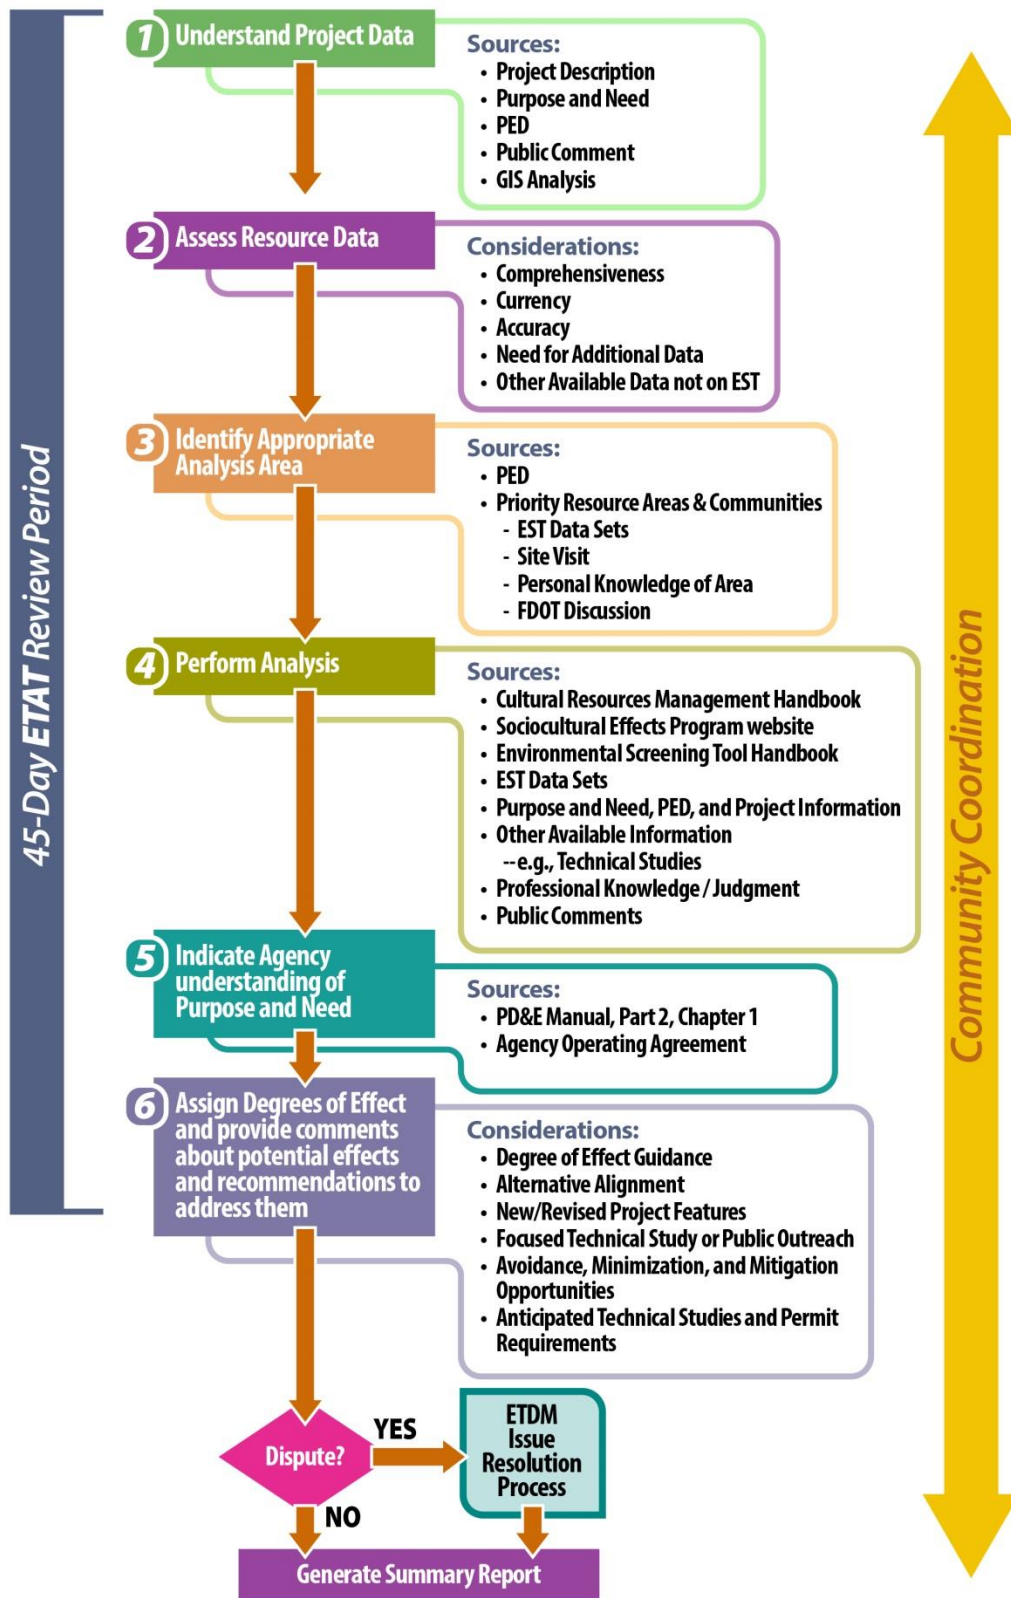 45-Day ETAT Review Period
1 Understand Project Data
Sources:
• Project Description
• Purpose and Need
• PED
• Public Comment
• GIS Analysis
2 Assess Resource Data
Considerations:
• Comprehensiveness
• Currency
• Accuracy
• Need for Additional Data
• Other Available Data not on EST
3 Identify Appropriate
Analysis Area
Sources:
• PED
• Priority Resource Areas & Communities
- EST Data Sets
- Site Visit
- Personal Knowledge of Area
- FDOT Discussion
4 Perform Analysis
Sources:
• Cultural Resources Management Handbook
• Sociocultural Effects Program website
• Environmental Screening Tool Handbook
• EST Data Sets
• Purpose and Need, PED, and Project Information
• Other Available Information
--e.g., Technical Studies
• Professional Knowledge / Judgment
• Public Comments
5 Indicate Agency
understanding of
Purpose and Need
Sources:
• PD&E Manual, Part 2, Chapter 1
• Agency Operating Agreement
6 Assign Degrees of Effect
and provide comments
about potential effects
and recommendations to
address them
Considerations:
• Degree of Effect Guidance
• Alternative Alignment
• New/Revised Project Features
• Focused Technical Study or Public Outreach
• Avoidance, Minimization, and Mitigation
Opportunities
• Anticipated Technical Studies and Permit
Requirements
Dispute?
YES
NO
ETDM
Issue
Resolution
Process
Generate Summary Report
Community Coordination